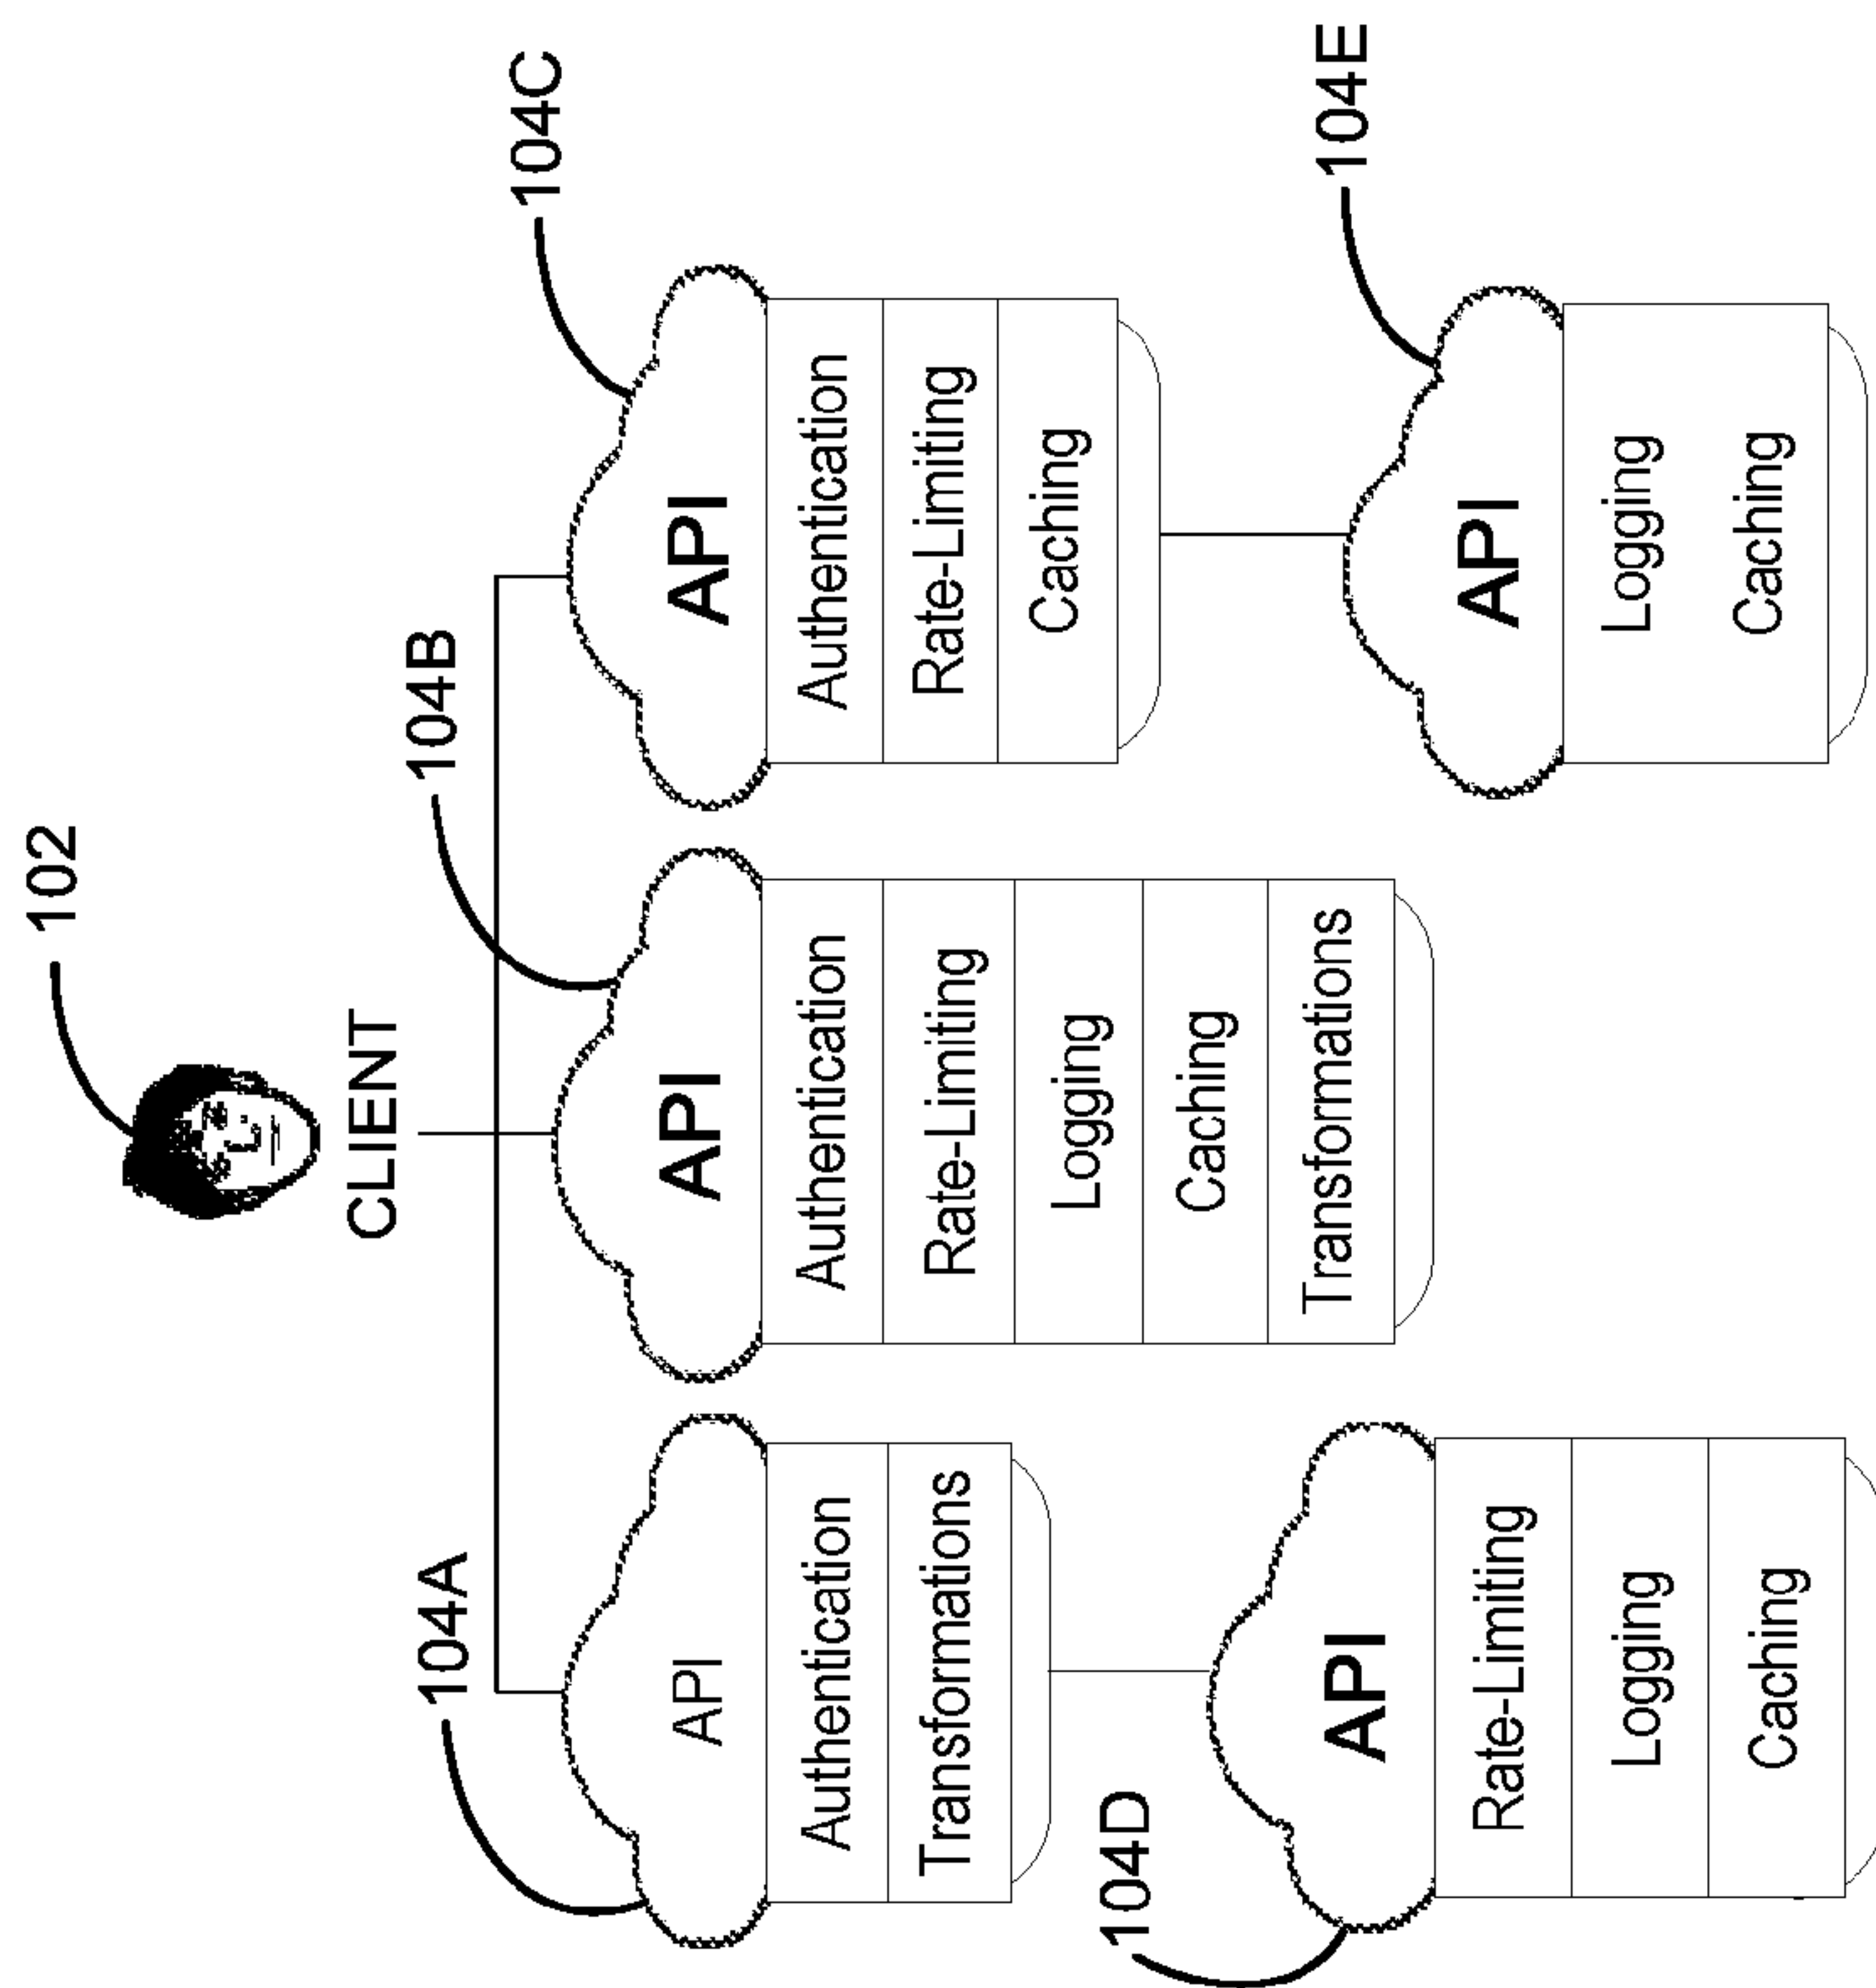 102
CLIENT
104A
API
Authentication
Transformations
104B
API
Authentication
Rate-Limiting
Logging
Caching
Transformations
104C
API
Authentication
Rate-Limiting
Caching
104D
API
Rate-Limiting
Logging
Caching
104E
API
Logging
Caching